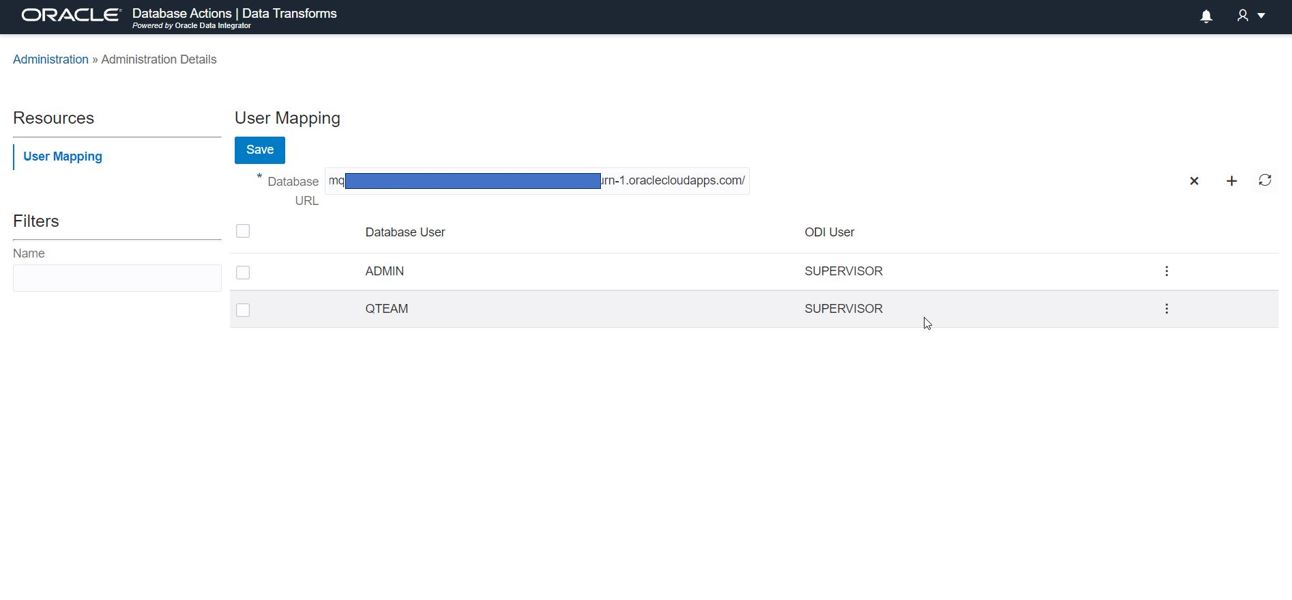 ORACLE Database Actions | Data Transforms
Powered by Oracle Data Integrator
Administration » Administration Details
Resources
User Mapping
Filters
Name
User Mapping
Save
* Database URL mq rn-1.oraclecloudapps.com/
Database User ODI User
ADMIN SUPERVISOR
QTEAM SUPERVISOR